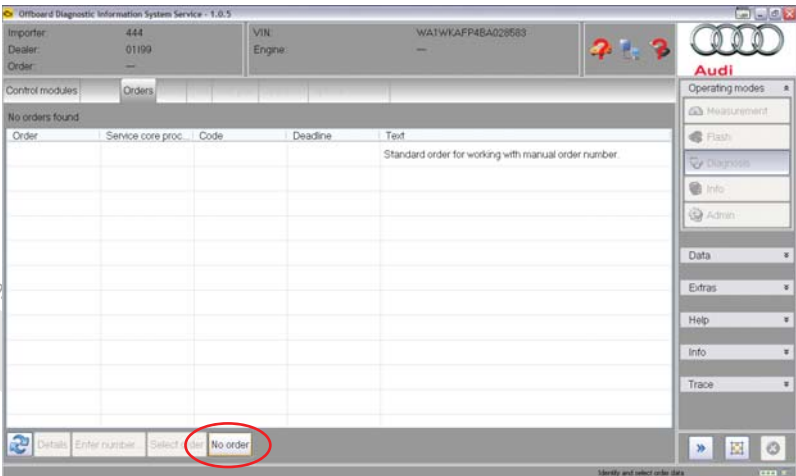 Offboard Diagnostic Information System Service - 1.0.5
Importer: 444
Dealer: 01199
Order: ---
VIN: WA1WKAFP4BA028583
Engine: ---
Audi
Control modules
Orders
Operating modes
No orders found
Measurement
Flash
Diagnosis
Info
Admin
Order Service core proc... Code Deadline Text
Standard order for working with manual order number.
Data
Extras
Help
Info
Trace
Details
Enter number...
Select order
No order
Identify and select order data